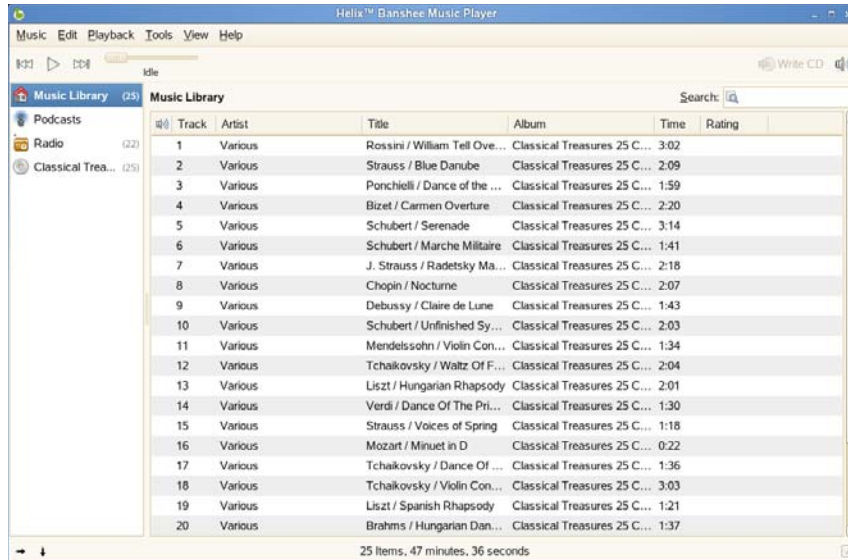 Helix™ Banshee Music Player
Music Edit Playback Tools View Help
Idle
Write CD
Music Library (25)
Podcasts
Radio (22)
Classical Trea... (25)
Music Library Search:
Track Artist Title Album Time Rating
1 Various Rossini / William Tell Ove... Classical Treasures 25 C... 3:02
2 Various Strauss / Blue Danube Classical Treasures 25 C... 2:09
3 Various Ponchielli / Dance of the ... Classical Treasures 25 C... 1:59
4 Various Bizet / Carmen Overture Classical Treasures 25 C... 2:20
5 Various Schubert / Serenade Classical Treasures 25 C... 3:14
6 Various Schubert / Marche Militaire Classical Treasures 25 C... 1:41
7 Various J. Strauss / Radetsky Ma... Classical Treasures 25 C... 2:18
8 Various Chopin / Nocturne Classical Treasures 25 C... 2:07
9 Various Debussy / Claire de Lune Classical Treasures 25 C... 1:43
10 Various Schubert / Unfinished Sy... Classical Treasures 25 C... 2:03
11 Various Mendelssohn / Violin Con... Classical Treasures 25 C... 1:34
12 Various Tchaikovsky / Waltz Of F... Classical Treasures 25 C... 2:04
13 Various Liszt / Hungarian Rhapsody Classical Treasures 25 C... 2:01
14 Various Verdi / Dance Of The Pri... Classical Treasures 25 C... 1:30
15 Various Strauss / Voices of Spring Classical Treasures 25 C... 1:18
16 Various Mozart / Minuet in D Classical Treasures 25 C... 0:22
17 Various Tchaikovsky / Dance Of ... Classical Treasures 25 C... 1:36
18 Various Tchaikovsky / Violin Con... Classical Treasures 25 C... 3:03
19 Various Liszt / Spanish Rhapsody Classical Treasures 25 C... 1:21
20 Various Brahms / Hungarian Dan... Classical Treasures 25 C... 1:37
25 Items, 47 minutes, 36 seconds